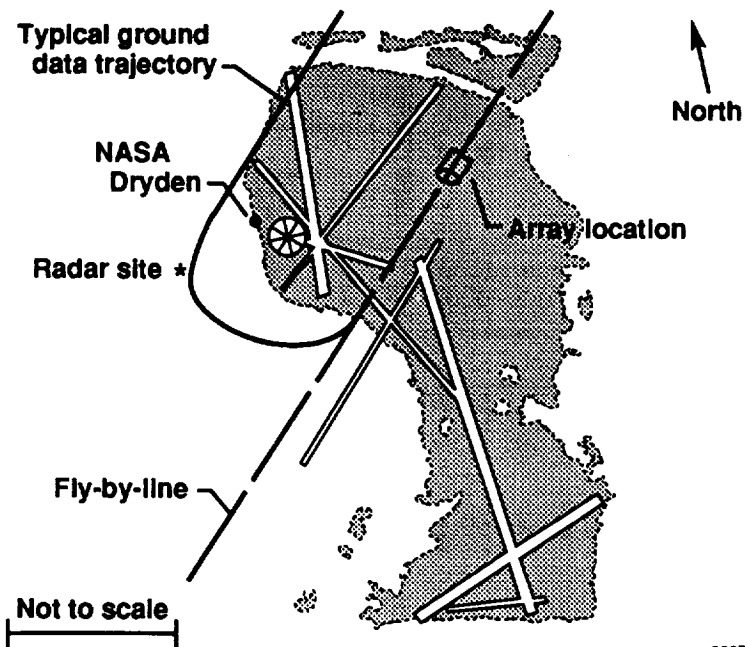 Typical ground
data trajectory
North
NASA
Dryden
Array location
Radar site *
Fly-by-line
Not to scale